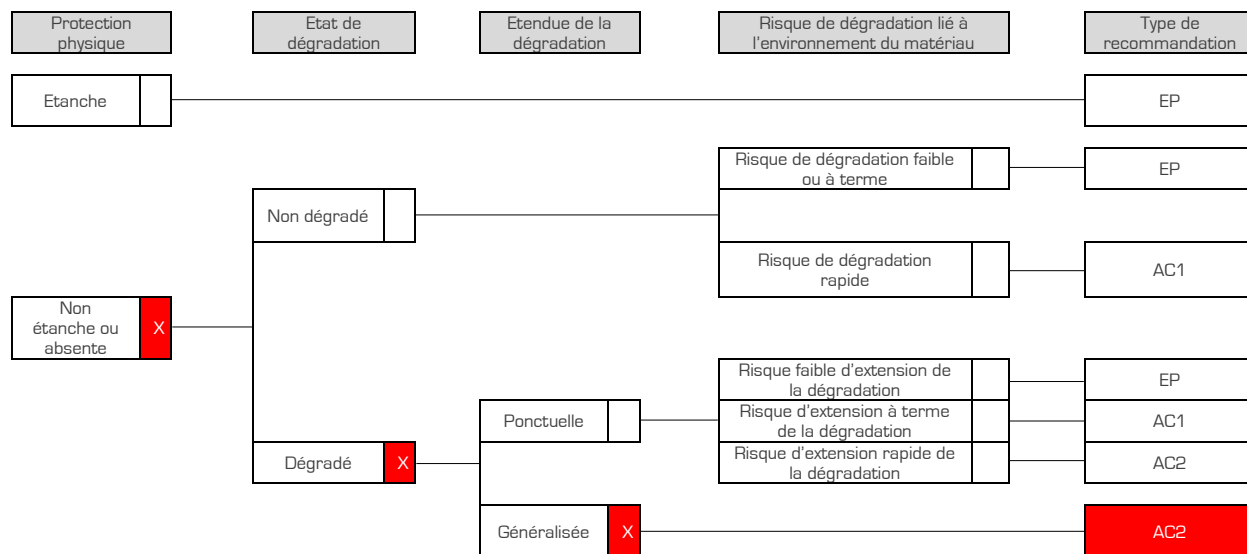 Protection
physique
Etat de
dégradation
Etendue de la
dégradation
Risque de dégradation lié à
l'environnement du matériau
Type de
recommandation
Etanche
EP
Risque de dégradation faible
ou à terme
EP
Non dégradé
Risque de dégradation
rapide
AC1
Non
étanche ou
absente
X
Risque faible d'extension de
la dégradation
EP
Ponctuelle
Risque d'extension à terme
de la dégradation
AC1
Dégradé
X
Risque d'extension rapide de
la dégradation
AC2
Généralisée
X
AC2